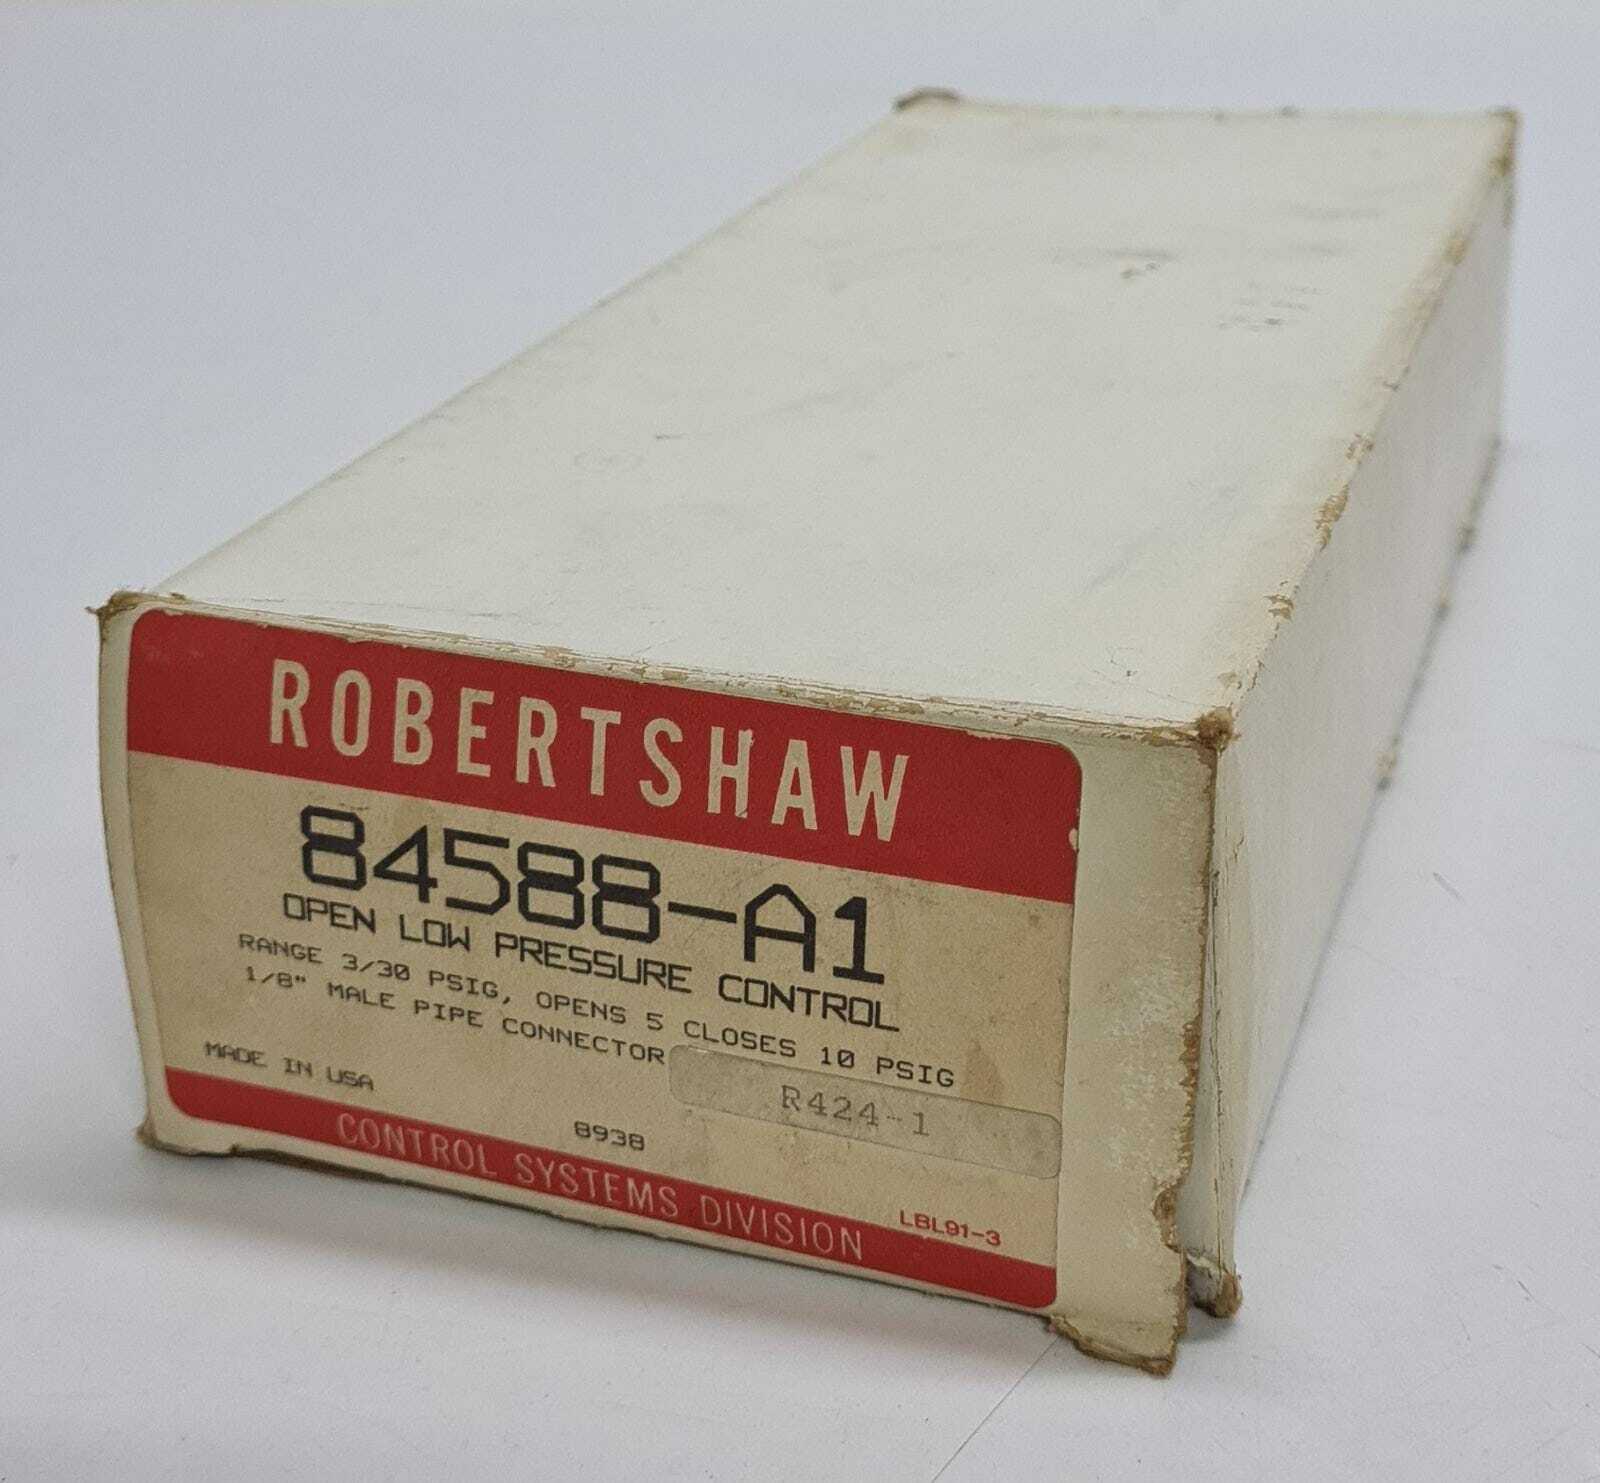 ROBERTSHAW
84588-A1
OPEN LOW PRESSURE CONTROL
RANGE 3/30 PSIG, OPENS 5 CLOSES 10 PSIG
1/8" MALE PIPE CONNECTOR
R424-1
MADE IN USA
8938
LBL91-3
CONTROL SYSTEMS DIVISION